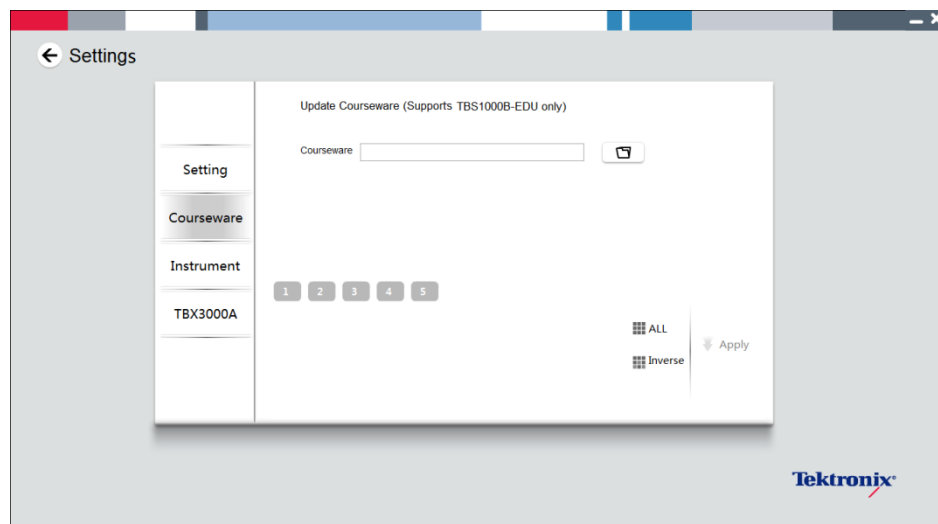 Settings
Update Courseware (Supports TBS1000B-EDU only)
Courseware
Setting
Courseware
Instrument
TBX3000A
1 2 3 4 5
ALL
Inverse
Apply
Tektronix